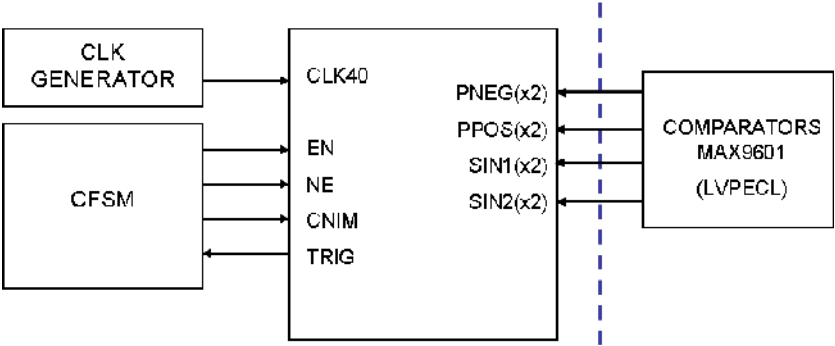 CLK
GENERATOR
CFSM
CLK40
EN
NE
CNIM
TRIG
PNEG(x2)
PPOS(x2)
SIN1(x2)
SIN2(x2)
COMPARATORS
MAX9601
(LVPECL)